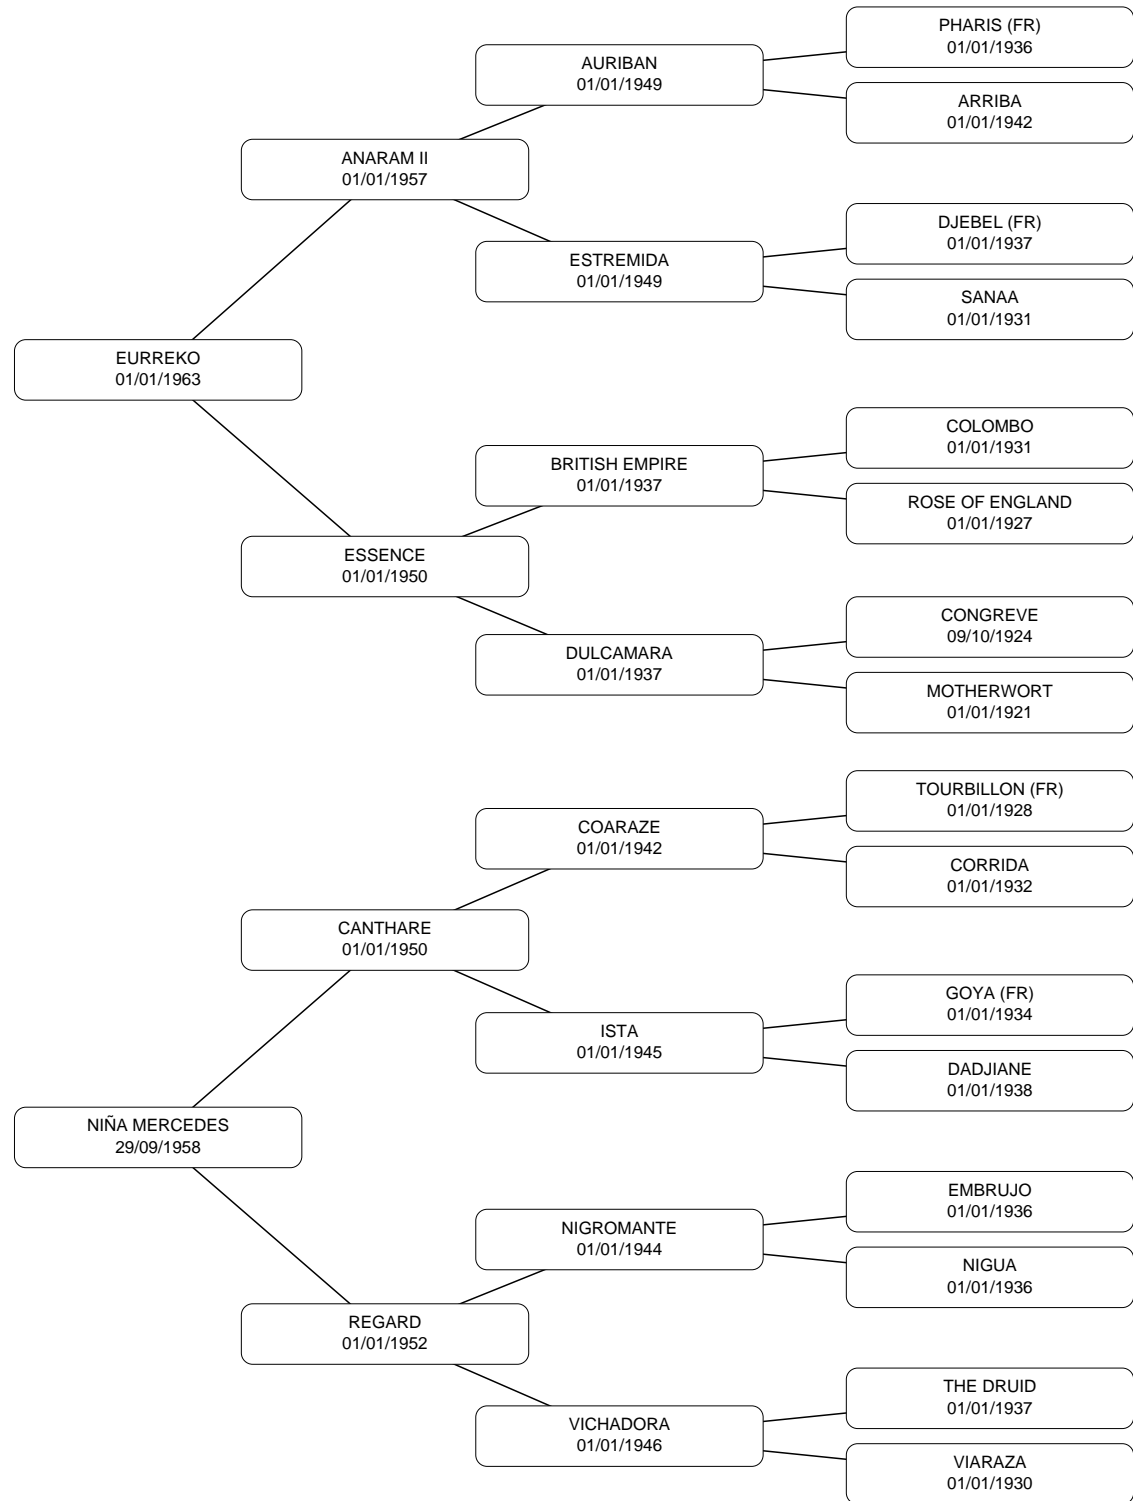 PHARIS (FR)
01/01/1936
AURIBAN
01/01/1949
ARRIBA
01/01/1942
ANARAM II
01/01/1957
DJEBEL (FR)
01/01/1937
ESTREMIDA
01/01/1949
SANAA
01/01/1931
EURREKO
01/01/1963
COLOMBO
01/01/1931
BRITISH EMPIRE
01/01/1937
ROSE OF ENGLAND
01/01/1927
ESSENCE
01/01/1950
CONGREVE
09/10/1924
DULCAMARA
01/01/1937
MOTHERWORT
01/01/1921
TOURBILLON (FR)
01/01/1928
COARAZE
01/01/1942
CORRIDA
01/01/1932
CANTHARE
01/01/1950
GOYA (FR)
01/01/1934
ISTA
01/01/1945
DADJIANE
01/01/1938
NIÑA MERCEDES
29/09/1958
EMBRUJO
01/01/1936
NIGROMANTE
01/01/1944
NIGUA
01/01/1936
REGARD
01/01/1952
THE DRUID
01/01/1937
VICHADORA
01/01/1946
VIARAZA
01/01/1930